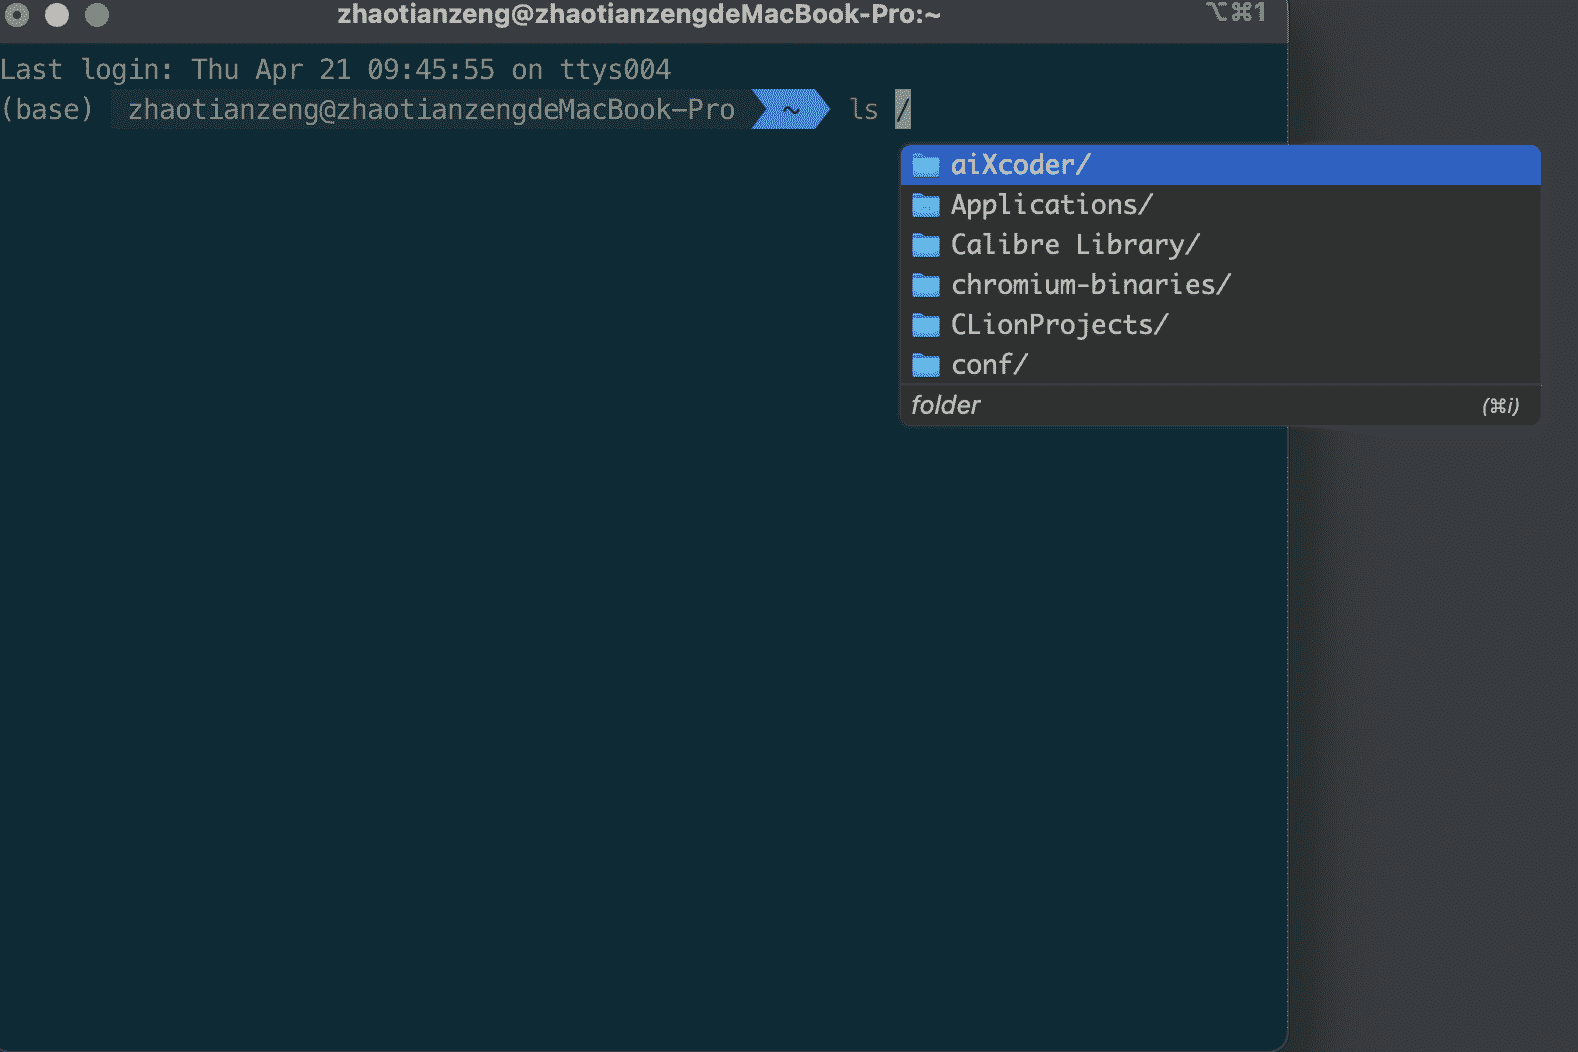 zhaotianzeng@zhaotianzengdeMacBook-Pro:~ ⌥⌘1
Last login: Thu Apr 21 09:45:55 on ttys004
(base) zhaotianzeng@zhaotianzengdeMacBook-Pro ~ ls /
aiXcoder/
Applications/
Calibre Library/
chromium-binaries/
CLionProjects/
conf/
folder (⌘i)